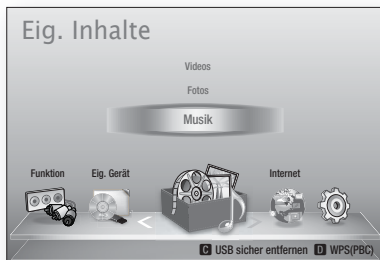 Eig. Inhalte
Videos
Fotos
Musik
Funktion Eig. Gerät Internet
C USB sicher entfernen D WPS(PBC)